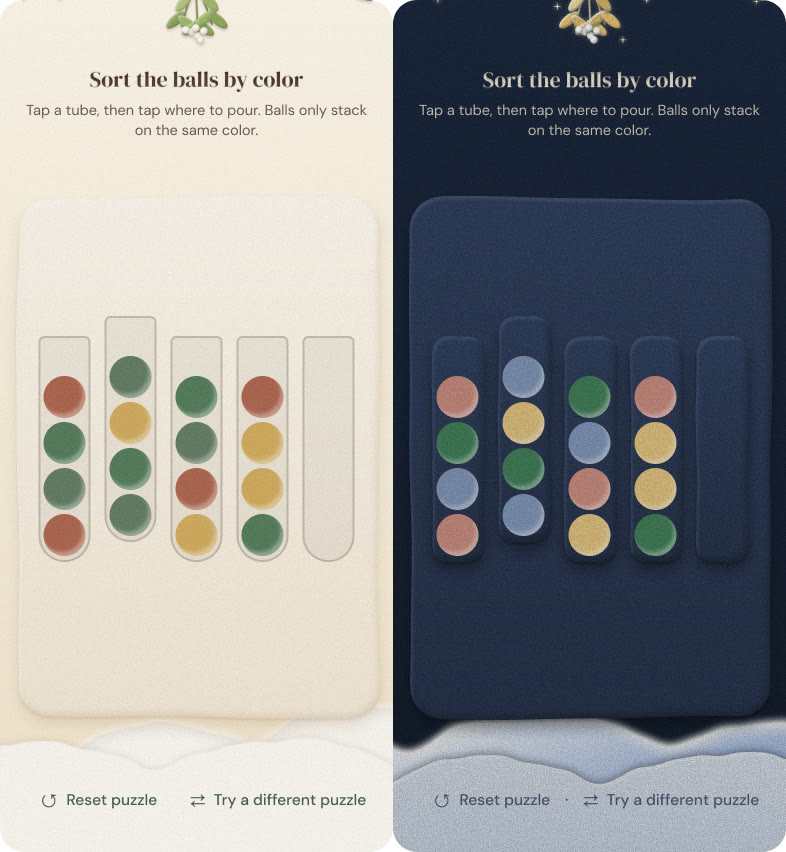 Sort the balls by color
Tap a tube, then tap where to pour. Balls only stack
on the same color.
Reset puzzle
Try a different puzzle
Sort the balls by color
Tap a tube, then tap where to pour. Balls only stack
on the same color.
Reset puzzle · Try a different puzzle